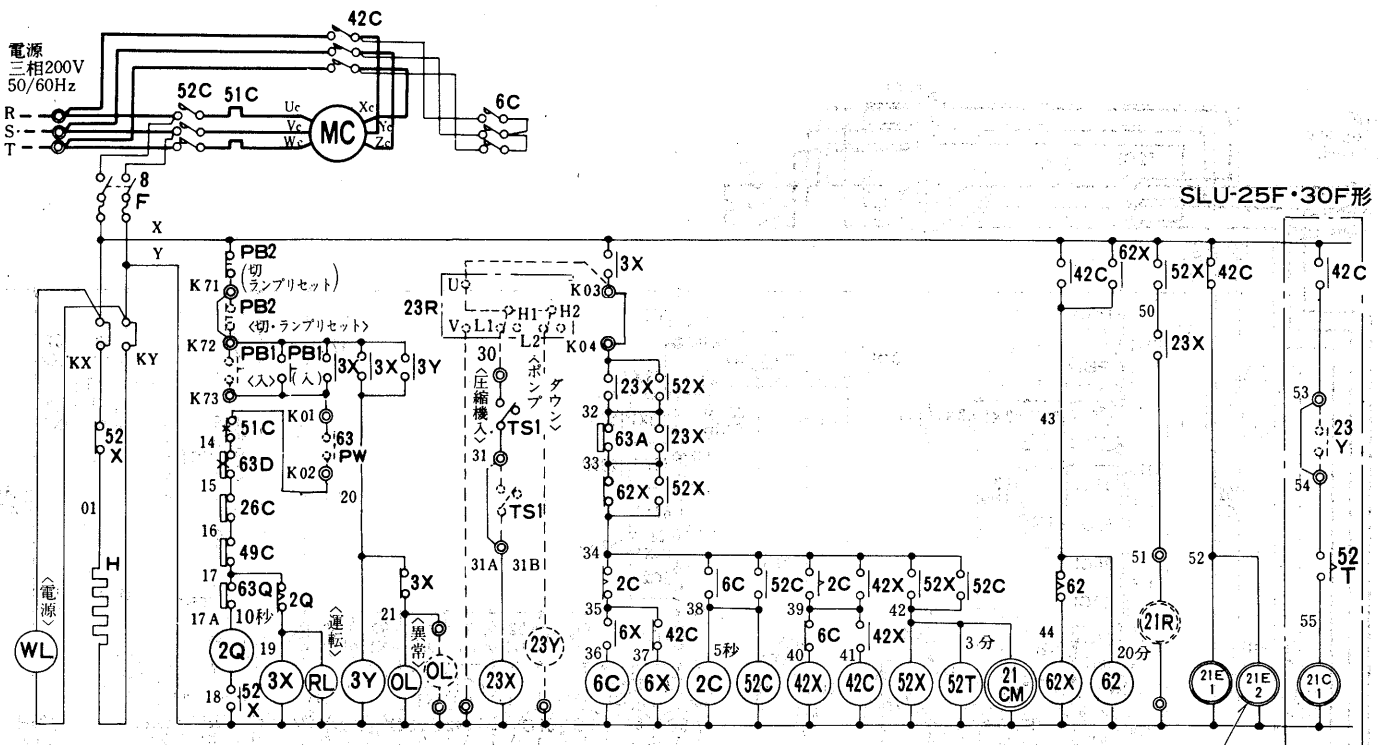 42C
電源
三相200V
50/60Hz
52C
51C
6C
R
S
T
Uc
Vc
Wc
MC
Xc
Yc
Zc
8
F
SLU-25F・30F形
X
Y
KX
KY
52
X
01
H
〈電源〉
WL
PB2
(切
ランプリセット)
K71
PB2
〈切・ランプリセット〉
K72
PB1
〈入〉
PB1
(入)
3X
3X
3Y
K73
K01
63
PW
K02
51C
14
63D
15
26C
16
49C
17
63Q
17A
10秒
2Q
18
52
X
2Q
19
3X
RL
〈運転〉
20
3Y
3X
21
〈異常〉
OL
OL
23R
U
V
L1
H1
H2
L2
30
〈圧縮機入〉
TS1
31
TS1
31A
31B
〈ポンプ
ダウン〉
23X
23Y
3X
K03
K04
23X
52X
32
63A
23X
33
62X
52X
34
2C
35
6X
42C
36
37
6C
6X
6C
52C
38
5秒
2C
52C
2C
42X
39
6C
42X
40
41
42X
42C
52X
52C
42
3分
52X
52T
21
CM
42C
62X
43
62
44
20分
62X
62
52X
50
23X
51
21R
42C
52
21E
1
21E
2
42C
53
23
Y
54
52
T
55
21C
1